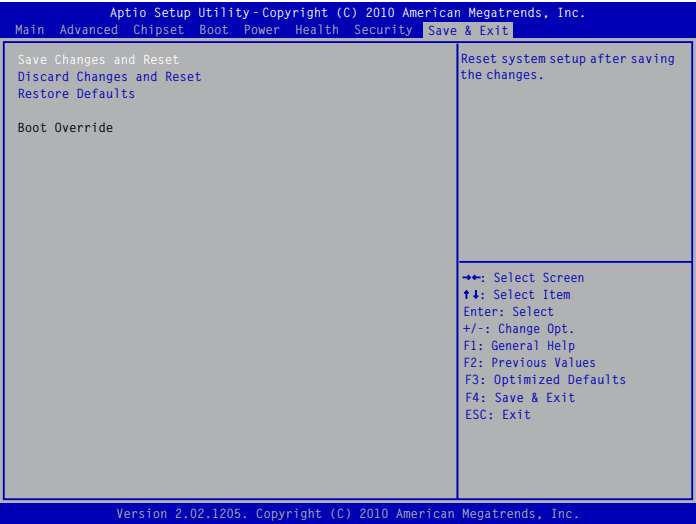 Aptio Setup Utility - Copyright (C) 2010 American Megatrends, Inc.
Main Advanced Chipset Boot Power Health Security Save & Exit
Save Changes and Reset
Discard Changes and Reset
Restore Defaults
Boot Override
Reset system setup after saving
the changes.
→←: Select Screen
↑↓: Select Item
Enter: Select
+/-: Change Opt.
F1: General Help
F2: Previous Values
F3: Optimized Defaults
F4: Save & Exit
ESC: Exit
Version 2.02.1205. Copyright (C) 2010 American Megatrends, Inc.